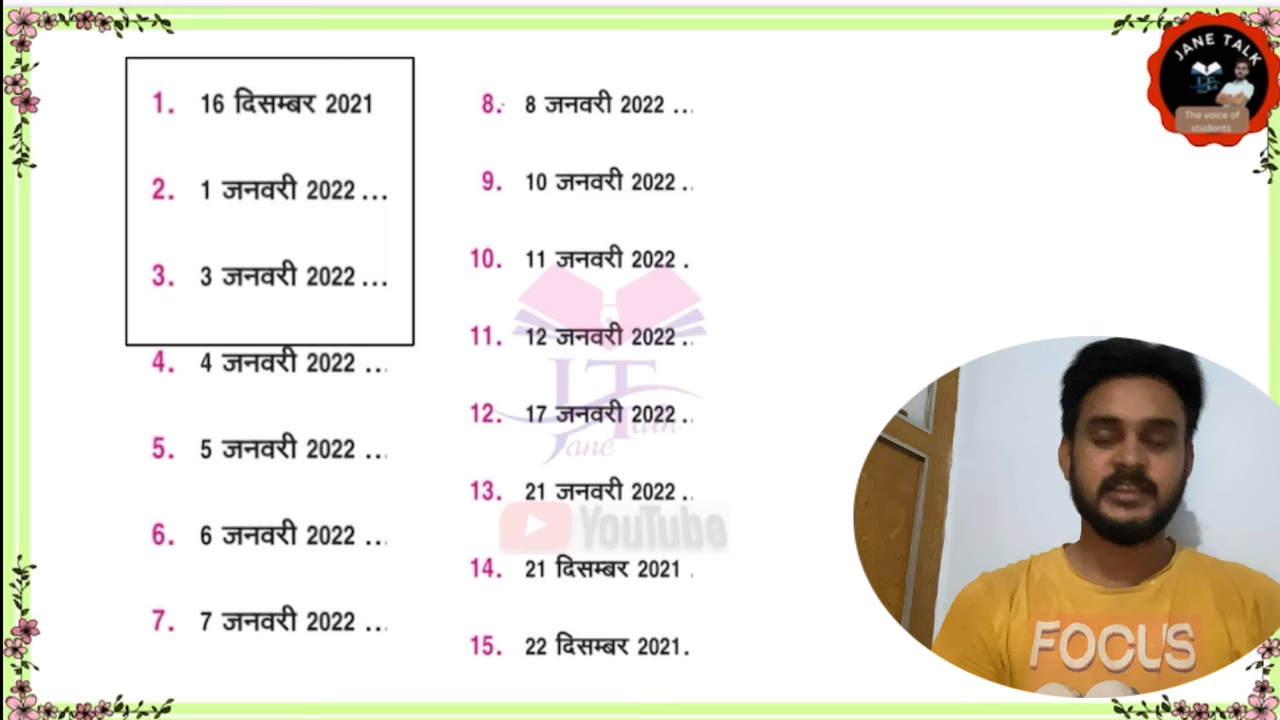 1. 16 दिसम्बर 2021
2. 1 जनवरी 2022 ...
3. 3 जनवरी 2022 ...
4. 4 जनवरी 2022 ...
5. 5 जनवरी 2022 ...
6. 6 जनवरी 2022 ...
7. 7 जनवरी 2022 ...
8. 8 जनवरी 2022 ...
9. 10 जनवरी 2022 ..
10. 11 जनवरी 2022 .
11. 12 जनवरी 2022 ..
12. 17 जनवरी 2022 ..
13. 21 जनवरी 2022 ..
14. 21 दिसम्बर 2021 .
15. 22 दिसम्बर 2021.
JT
Jane Talk
YouTube
JANE TALK
The voice of
students
FOCUS